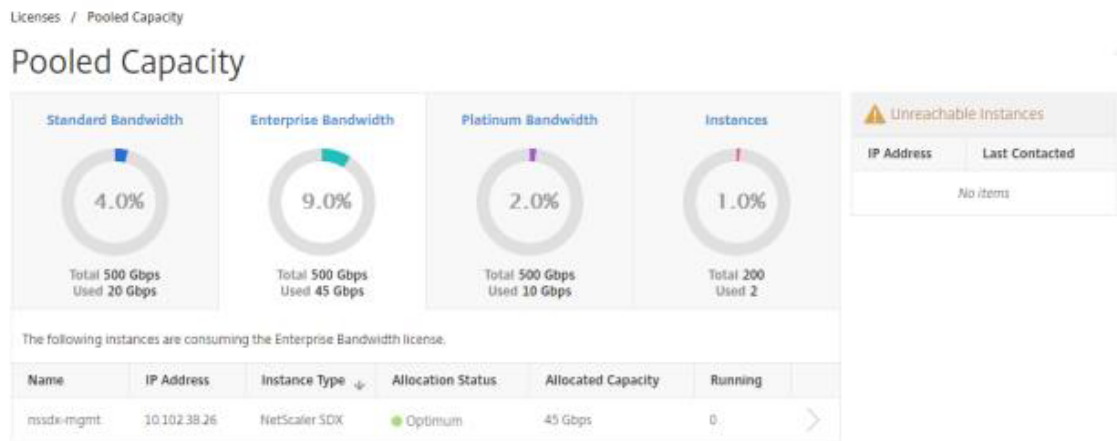 Licenses / Pooled Capacity
Pooled Capacity
Standard Bandwidth
4.0%
Total 500 Gbps
Used 20 Gbps
Enterprise Bandwidth
9.0%
Total 500 Gbps
Used 45 Gbps
Platinum Bandwidth
2.0%
Total 500 Gbps
Used 10 Gbps
Instances
1.0%
Total 200
Used 2
Unreachable Instances
IP Address Last Contacted
No items
The following instances are consuming the Enterprise Bandwidth license.
Name IP Address Instance Type Allocation Status Allocated Capacity Running
nssdx-mgmt 10.102.38.26 NetScaler SDX Optimum 45 Gbps 0